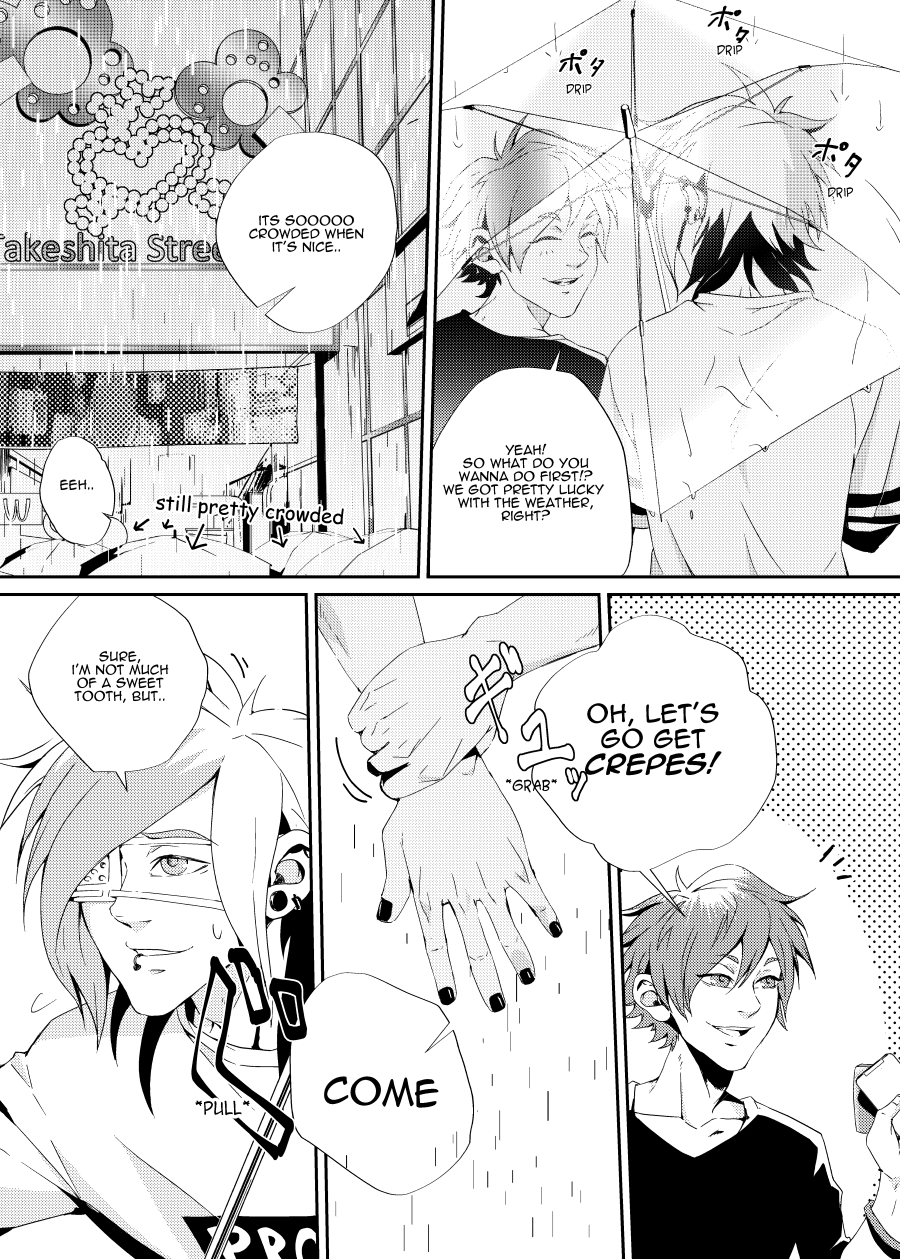 ポタ
DRIP
ポタ
DRIP
ポタ
DRIP
YEAH!
SO WHAT DO YOU
WANNA DO FIRST!?
WE GOT PRETTY LUCKY
WITH THE WEATHER,
RIGHT?
ITS SOOOOO
CROWDED WHEN
IT'S NICE..
Takeshita Stree
EEH..
still pretty crowded
OH, LET'S
GO GET
CREPES!
ギュッ
*GRAB*
COME
SURE,
I'M NOT MUCH
OF A SWEET
TOOTH, BUT..
*PULL*